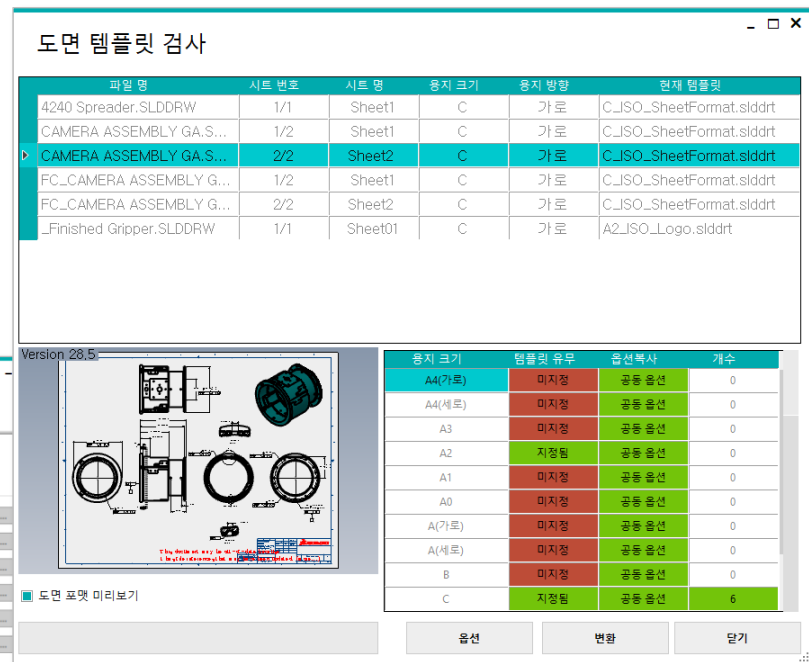 도면 템플릿 검사
파일 명 시트 번호 시트 명 용지 크기 용지 방향 현재 템플릿
4240 Spreader.SLDDRW 1/1 Sheet1 C 가로 C_ISO_SheetFormat.slddrt
CAMERA ASSEMBLY GA.S... 1/2 Sheet1 C 가로 C_ISO_SheetFormat.slddrt
CAMERA ASSEMBLY GA.S... 2/2 Sheet2 C 가로 C_ISO_SheetFormat.slddrt
FC_CAMERA ASSEMBLY G... 1/2 Sheet1 C 가로 C_ISO_SheetFormat.slddrt
FC_CAMERA ASSEMBLY G... 2/2 Sheet2 C 가로 C_ISO_SheetFormat.slddrt
_Finished Gripper.SLDDRW 1/1 Sheet01 C 가로 A2_ISO_Logo.slddrt
Version 28,5
용지 크기 템플릿 유무 옵션복사 개수
A4(가로) 미지정 공동 옵션 0
A4(세로) 미지정 공동 옵션 0
A3 미지정 공동 옵션 0
A2 지정됨 공동 옵션 0
A1 미지정 공동 옵션 0
A0 미지정 공동 옵션 0
A(가로) 미지정 공동 옵션 0
A(세로) 미지정 공동 옵션 0
B 미지정 공동 옵션 0
C 지정됨 공동 옵션 6
도면 포맷 미리보기
옵션 변환 닫기